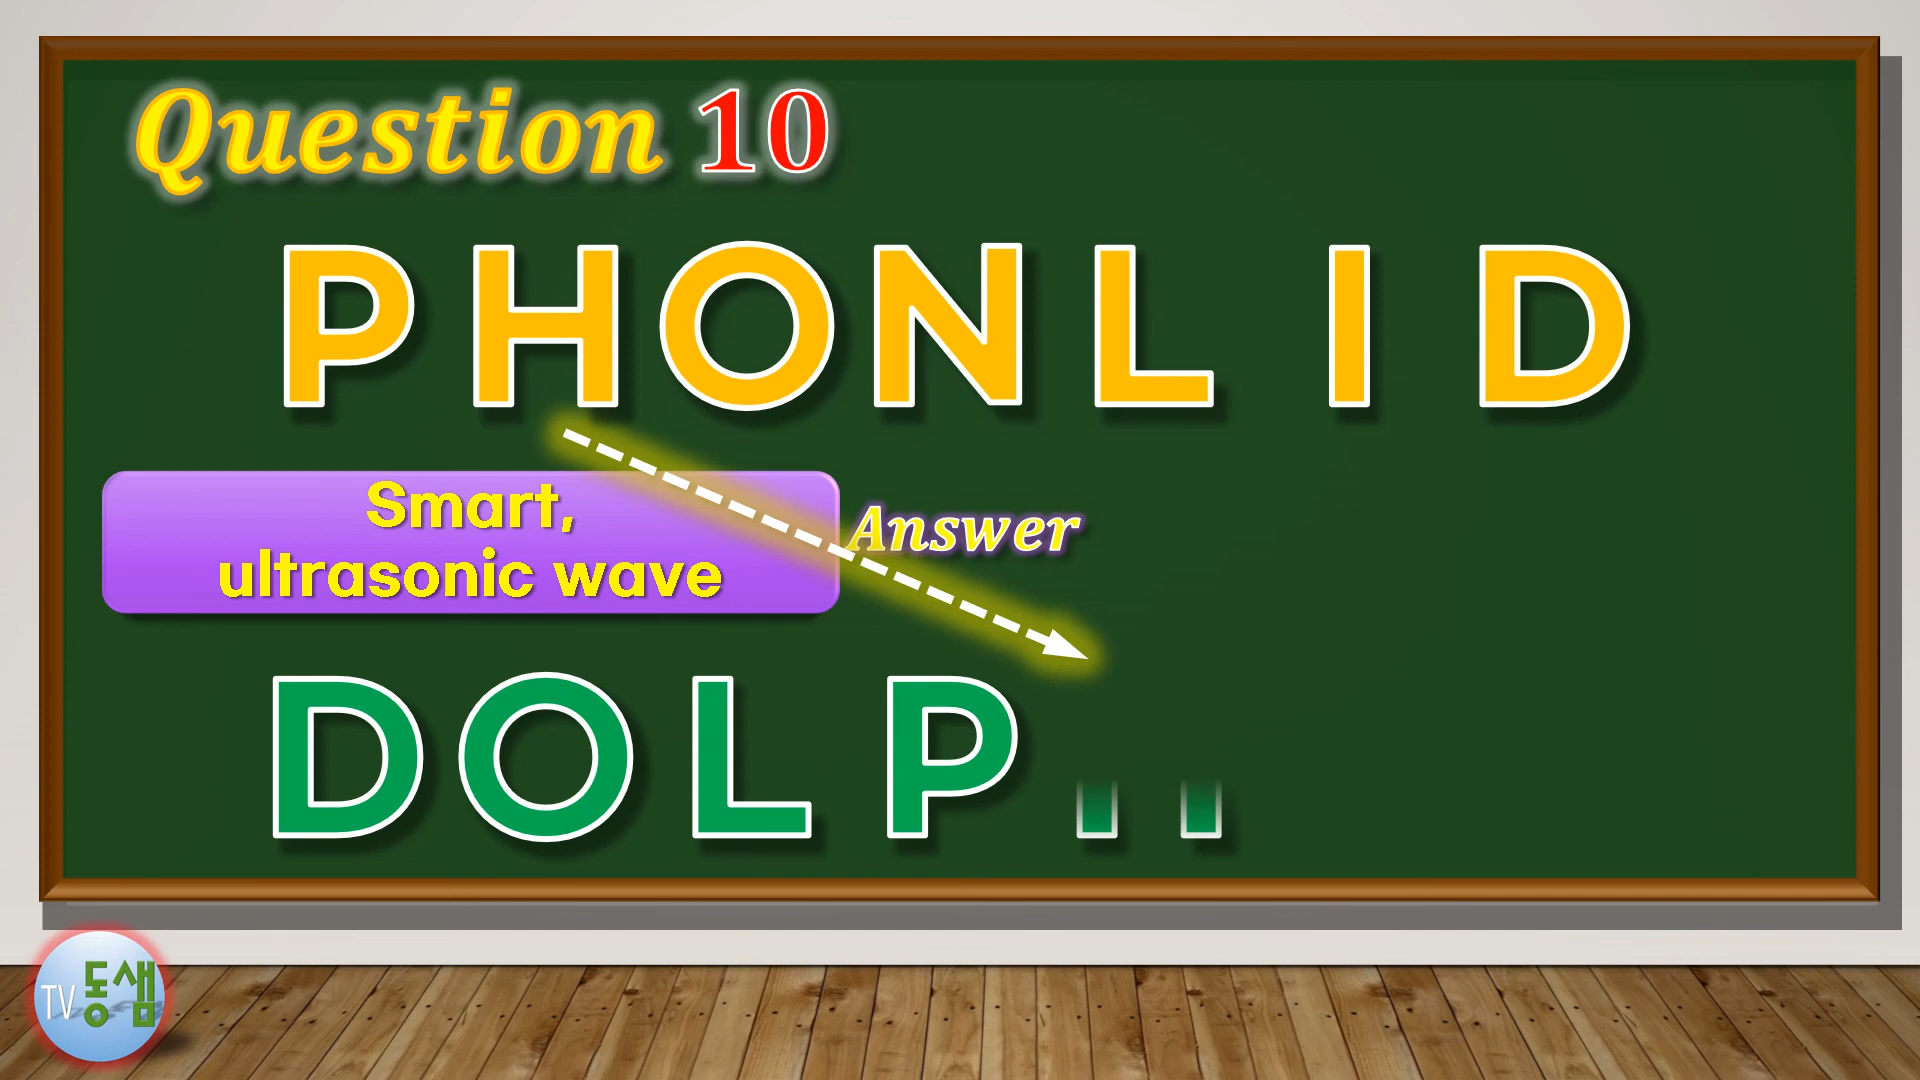 Question 10
PHONLID
Smart,
ultrasonic wave
Answer
DOLP
TV 동샘